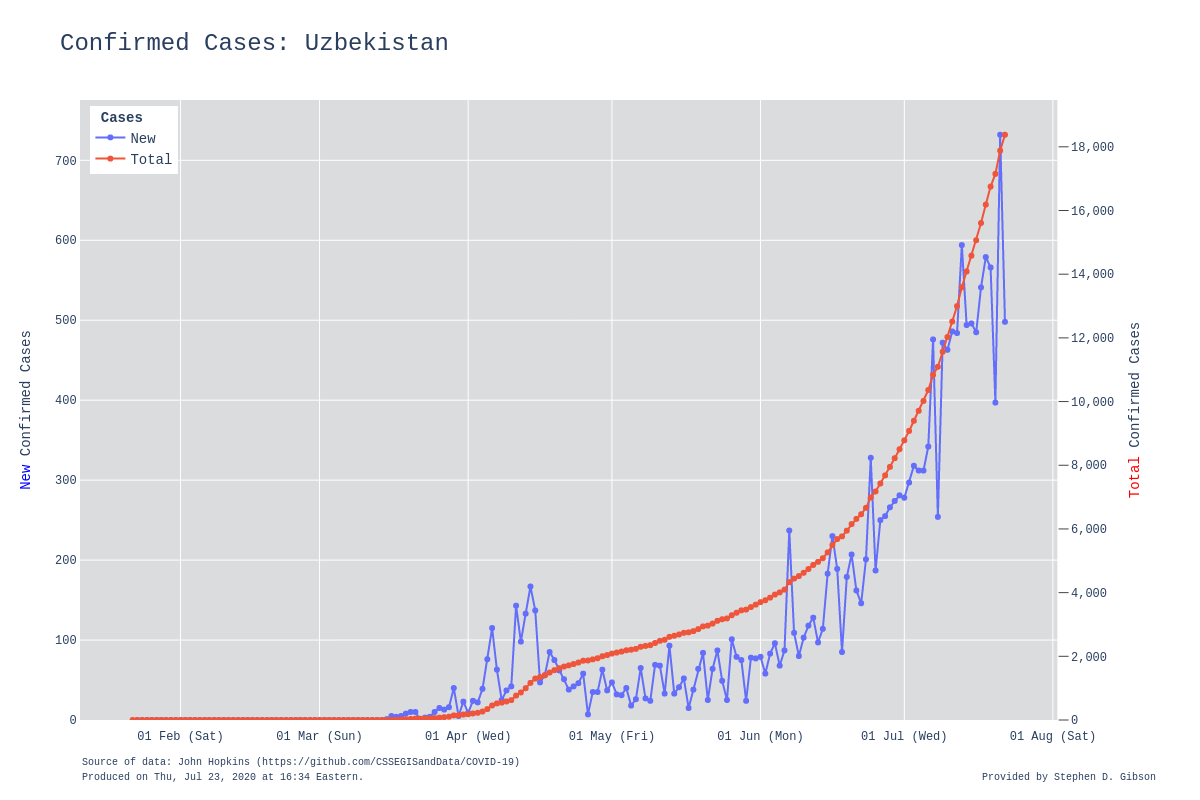 Confirmed Cases: Uzbekistan
Cases
New
Total
700
600
500
400
300
200
100
0
18,000
16,000
14,000
12,000
10,000
8,000
6,000
4,000
2,000
0
New Confirmed Cases
Total Confirmed Cases
01 Feb (Sat)
01 Mar (Sun)
01 Apr (Wed)
01 May (Fri)
01 Jun (Mon)
01 Jul (Wed)
01 Aug (Sat)
Source of data: John Hopkins (https://github.com/CSSEGISandData/COVID-19)
Produced on Thu, Jul 23, 2020 at 16:34 Eastern.
Provided by Stephen D. Gibson